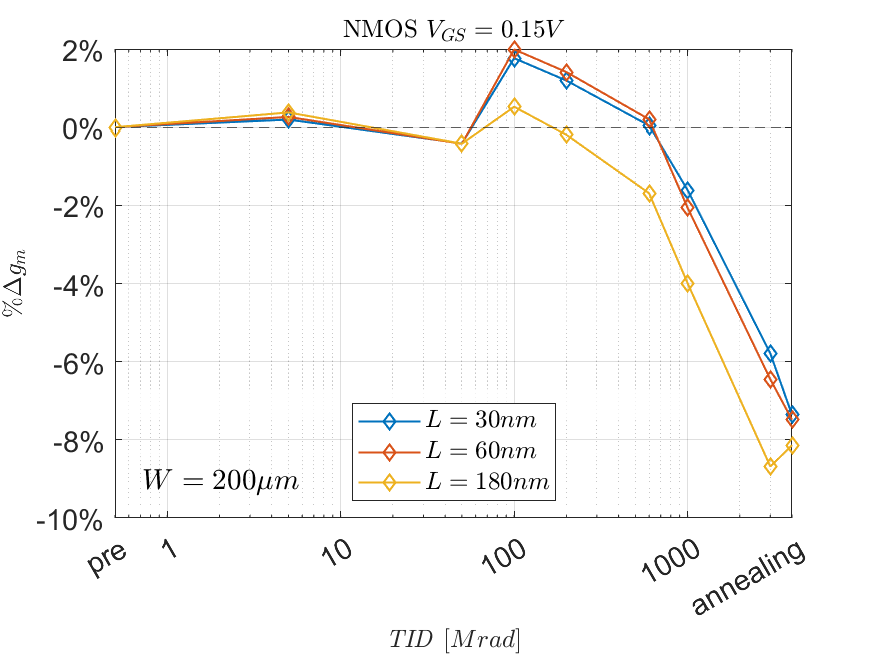 NMOS V_GS = 0.15V
2%
0%
-2%
-4%
-6%
-8%
-10%
%Δg_m
L = 30nm
L = 60nm
L = 180nm
W = 200μm
pre 1 10 100 1000 annealing
TID [Mrad]